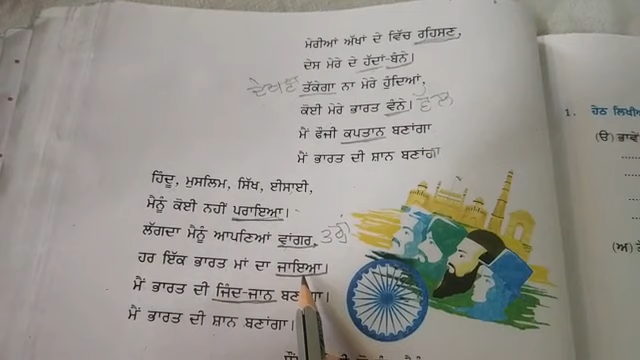 ਮੇਰੀਆਂ ਅੱਖਾਂ ਦੇ ਵਿੱਚ ਰਹਿਸਣ,
ਦੇਸ ਮੇਰੇ ਦੇ ਹੱਦਾਂ-ਬੰਨੇ।
ਦੇਖਣਾ ਤੱਕੇਗਾ ਨਾ ਮੇਰੇ ਹੁੰਦਿਆਂ,
ਕੋਈ ਮੇਰੇ ਭਾਰਤ ਵੰਨੇ। ਵੱਲ
ਮੈਂ ਫੌਜੀ ਕਪਤਾਨ ਬਣਾਂਗਾ
ਮੈਂ ਭਾਰਤ ਦੀ ਸ਼ਾਨ ਬਣਾਂਗਾ
ਹਿੰਦੂ, ਮੁਸਲਿਮ, ਸਿੱਖ, ਈਸਾਈ,
ਮੈਨੂੰ ਕੋਈ ਨਹੀਂ ਪਰਾਇਆ।
ਲੱਗਦਾ ਮੈਨੂੰ ਆਪਣਿਆਂ ਵਾਂਗਰ, ਤਰ੍ਹਾਂ
ਹਰ ਇੱਕ ਭਾਰਤ ਮਾਂ ਦਾ ਜਾਇਆ।
ਮੈਂ ਭਾਰਤ ਦੀ ਜਿੰਦ-ਜਾਨ ਬਣਾਂਗਾ।
ਮੈਂ ਭਾਰਤ ਦੀ ਸ਼ਾਨ ਬਣਾਂਗਾ।
1. ਹੇਠ
(ੳ) ਭਾਵੇਂ
(ਅ)